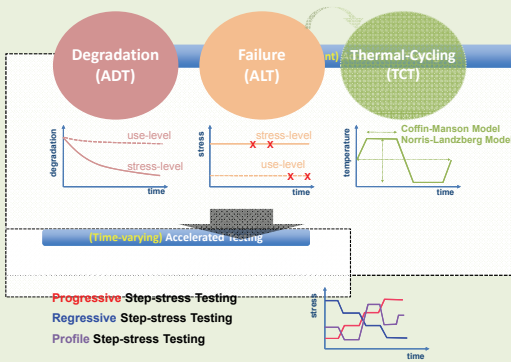 Degradation
(ADT)
Failure
(ALT)
Thermal-Cycling
(TCT)
nt) A
degradation
use-level
stress-level
time
stress
stress-level
x x
use-level
x x
time
temperature
Coffin-Manson Model
Norris-Landzberg Mode
time
(Time-varying) Accelerated Testing
Progressive Step-stress Testing
Regressive Step-stress Testing
Profile Step-stress Testing
stress
time